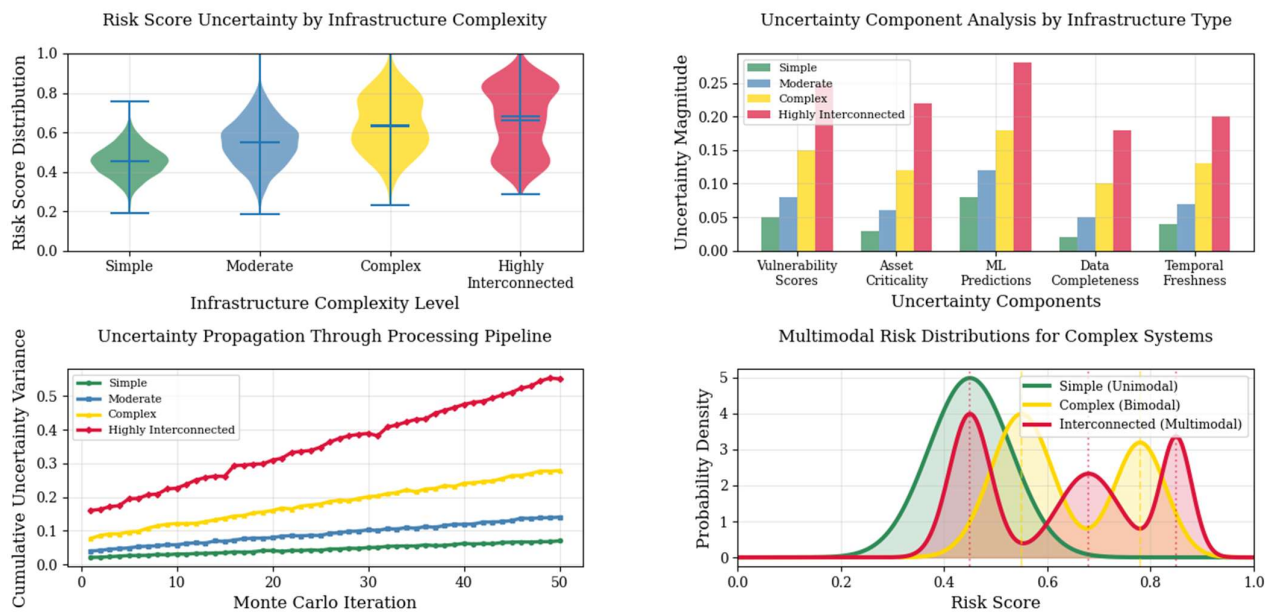 Risk Score Uncertainty by Infrastructure Complexity
Risk Score Distribution
1.0
0.8
0.6
0.4
0.2
0.0
Simple
Moderate
Complex
Highly
Interconnected
Infrastructure Complexity Level
Uncertainty Component Analysis by Infrastructure Type
Uncertainty Magnitude
0.25
0.20
0.15
0.10
0.05
0.00
Simple
Moderate
Complex
Highly Interconnected
Vulnerability
Scores
Asset
Criticality
ML
Predictions
Data
Completeness
Temporal
Freshness
Uncertainty Components
Uncertainty Propagation Through Processing Pipeline
Cumulative Uncertainty Variance
0.5
0.4
0.3
0.2
0.1
0.0
Simple
Moderate
Complex
Highly Interconnected
0
10
20
30
40
50
Monte Carlo Iteration
Multimodal Risk Distributions for Complex Systems
Probability Density
5
4
3
2
1
0
Simple (Unimodal)
Complex (Bimodal)
Interconnected (Multimodal)
0.0
0.2
0.4
0.6
0.8
1.0
Risk Score